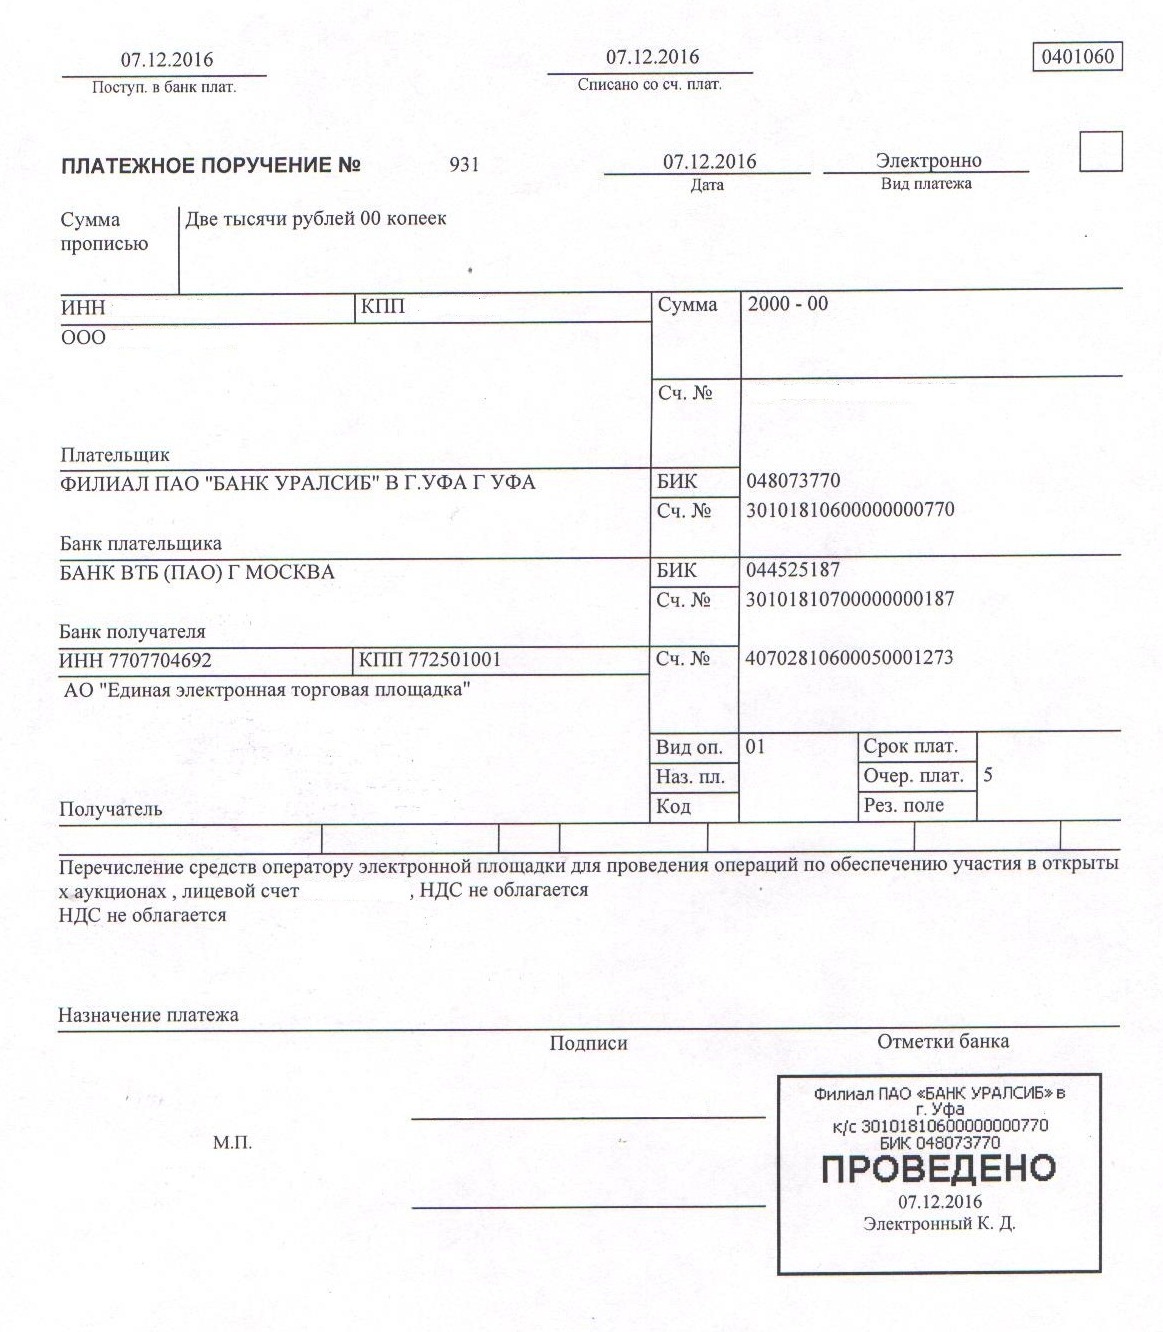 07.12.2016
Поступ. в банк плат.
07.12.2016
Списано со сч. плат.
0401060
ПЛАТЕЖНОЕ ПОРУЧЕНИЕ № 931
07.12.2016
Дата
Электронно
Вид платежа
Сумма прописью
Две тысячи рублей 00 копеек
ИНН
КПП
Сумма
2000 - 00
ООО
Сч. №
Плательщик
ФИЛИАЛ ПАО "БАНК УРАЛСИБ" В Г.УФА Г УФА
БИК
048073770
Сч. №
30101810600000000770
Банк плательщика
БАНК ВТБ (ПАО) Г МОСКВА
БИК
044525187
Сч. №
30101810700000000187
Банк получателя
ИНН 7707704692
КПП 772501001
Сч. №
40702810600050001273
АО "Единая электронная торговая площадка"
Вид оп.
01
Срок плат.
Наз. пл.
Очер. плат.
5
Код
Рез. поле
Получатель
Перечисление средств оператору электронной площадки для проведения операций по обеспечению участия в открыты
х аукционах , лицевой счет , НДС не облагается
НДС не облагается
Назначение платежа
Подписи
Отметки банка
М.П.
Филиал ПАО «БАНК УРАЛСИБ» в
г. Уфа
к/с 30101810600000000770
БИК 048073770
ПРОВЕДЕНО
07.12.2016
Электронный К. Д.